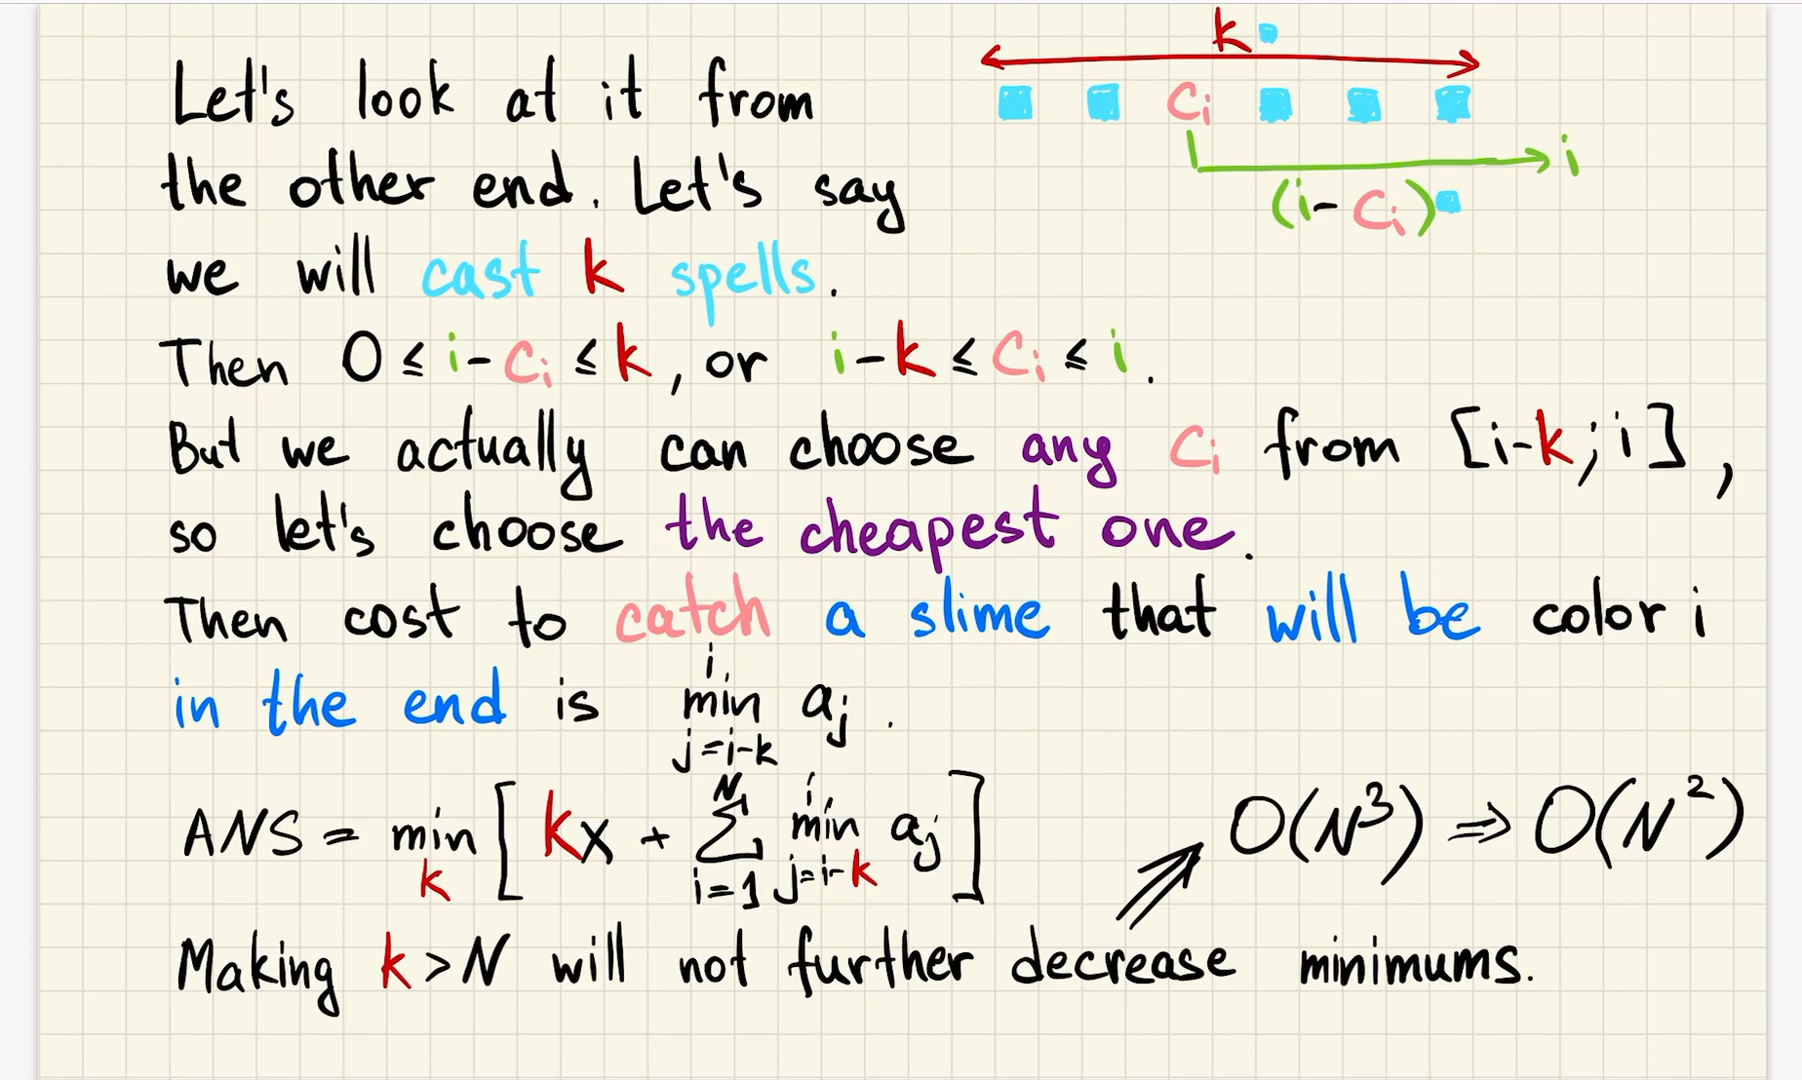 k
Let's look at it from
C_i
i
the other end. Let's say
(i - C_i)
we will cast k spells.
Then 0 ≤ i - C_i ≤ k, or i - k ≤ C_i ≤ i.
But we actually can choose any C_i from [i-k; i],
so let's choose the cheapest one.
Then cost to catch a slime that will be color i
in the end is min_{j=i-k}^{i} a_j.
ANS = min_k [kx + Σ_{i=1}^{N} min_{j=i-k}^{i} a_j] O(N^3) ⇒ O(N^2)
Making k > N will not further decrease minimums.